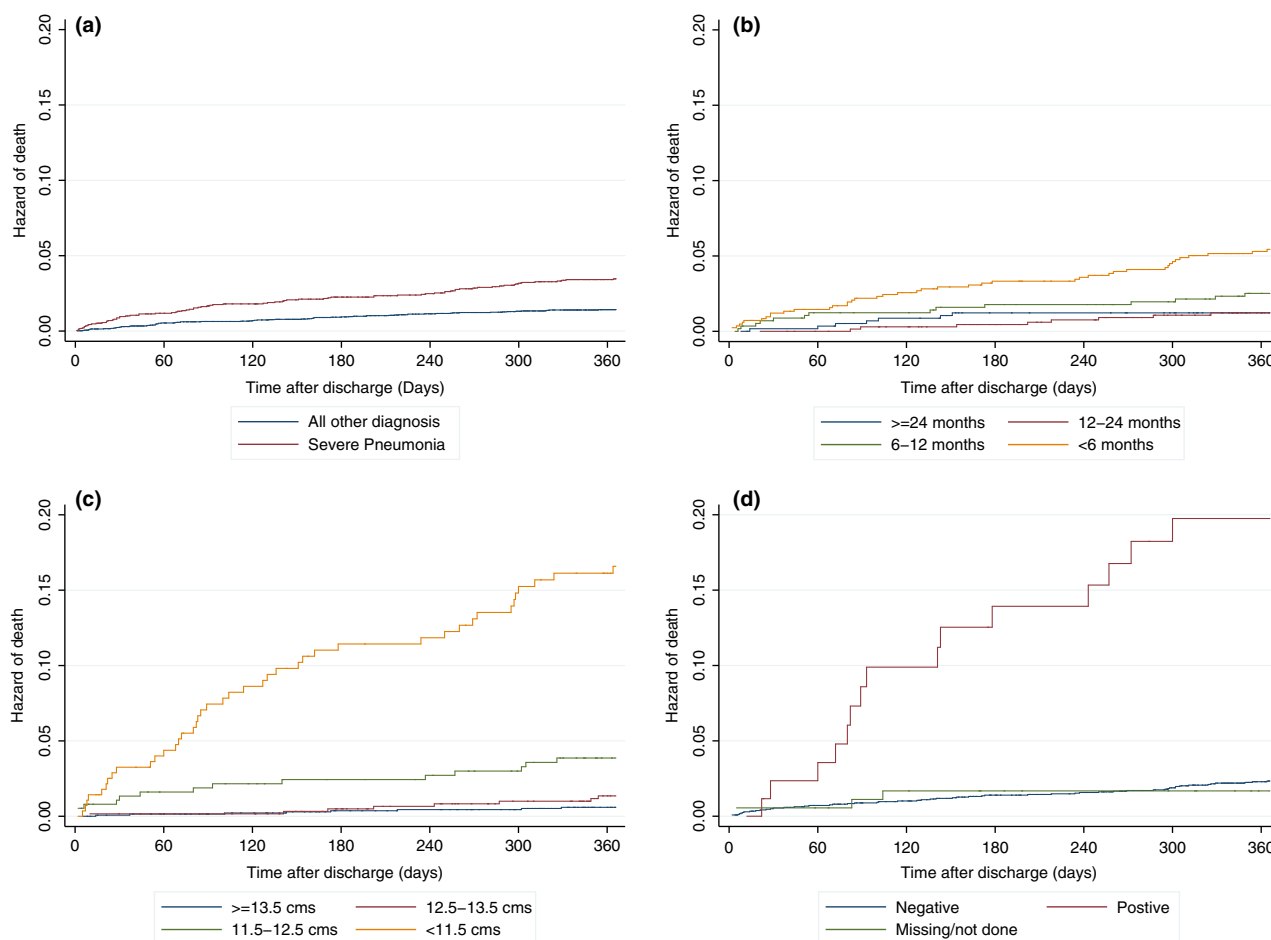 (a)
0.20
0.15
0.10
0.05
0.00
Hazard of death
0 60 120 180 240 300 360
Time after discharge (Days)
All other diagnosis
Severe Pneumonia
(b)
0.20
0.15
0.10
0.05
0.00
Hazard of death
0 60 120 180 240 300 360
Time after discharge (days)
>=24 months 12–24 months
6–12 months <6 months
(c)
0.20
0.15
0.10
0.05
0.00
Hazard of death
0 60 120 180 240 300 360
Time after discharge (days)
>=13.5 cms 12.5–13.5 cms
11.5–12.5 cms <11.5 cms
(d)
0.20
0.15
0.10
0.05
0.00
Hazard of death
0 60 120 180 240 300 360
Time after discharge (days)
Negative Postive
Missing/not done